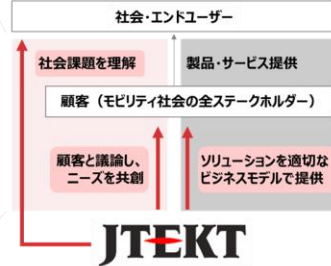 社会・エンドユーザー
社会課題を理解
製品・サービス提供
顧客（モビリティ社会の全ステークホルダー）
顧客と議論し、
ニーズを共創
ソリューションを適切な
ビジネスモデルで提供
JTEKT